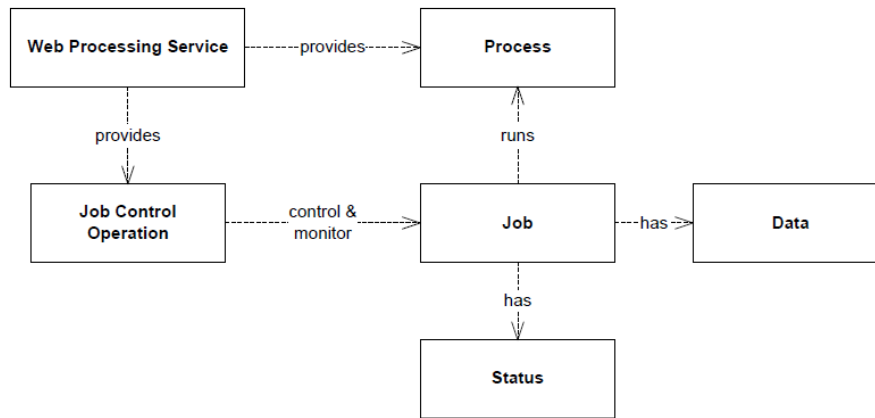 Web Processing Service
provides
Process
provides
runs
Job Control
Operation
control &
monitor
Job
has
Data
has
Status